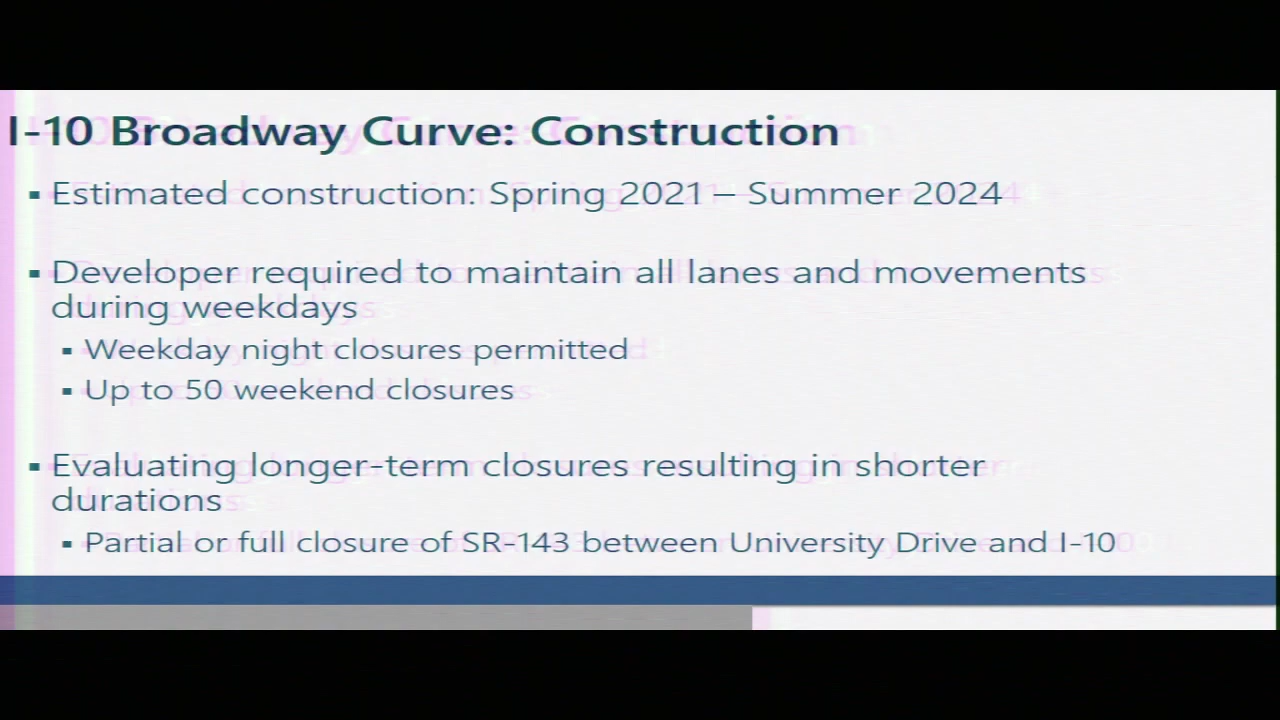 I-10 Broadway Curve: Construction
▪ Estimated construction: Spring 2021 – Summer 2024
▪ Developer required to maintain all lanes and movements
during weekdays
▪ Weekday night closures permitted
▪ Up to 50 weekend closures
▪ Evaluating longer-term closures resulting in shorter
durations
▪ Partial or full closure of SR-143 between University Drive and I-10